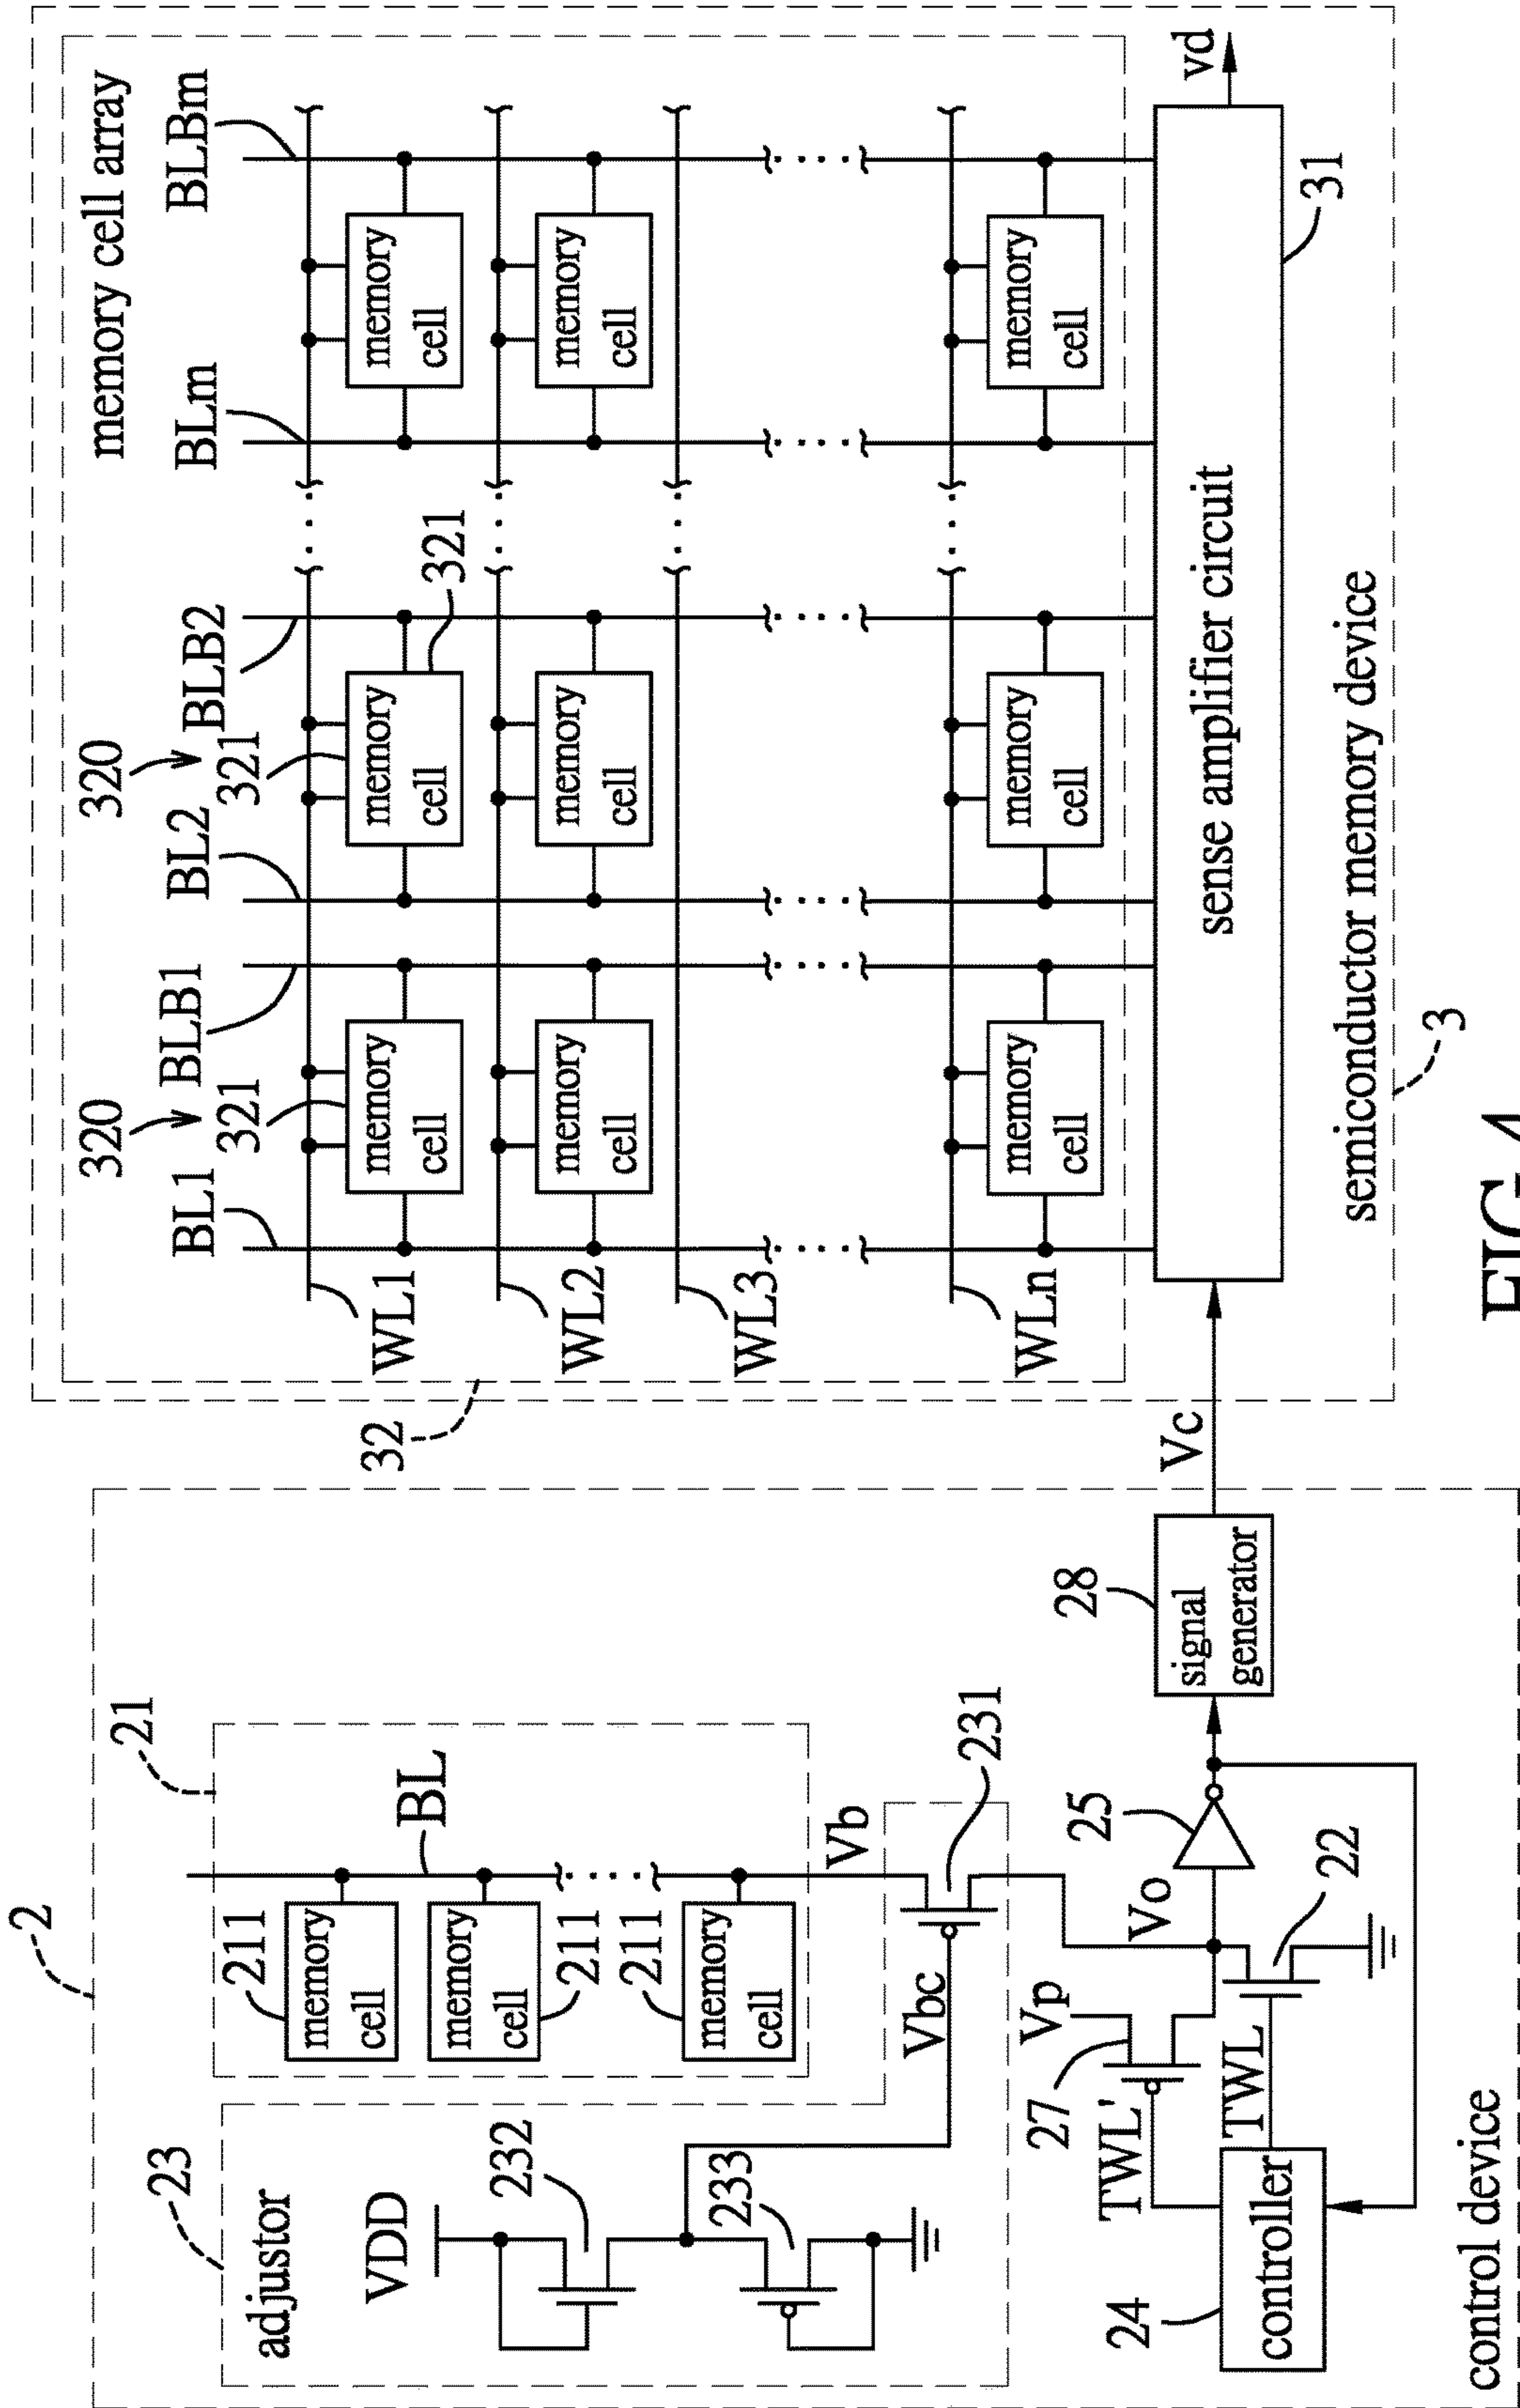 2
21
23
adjustor
VDD
232
233
211
memory
cell
BL
memory
cell
211
211
memory
cell
Vb
Vbc
231
Vp
Vo
27
25
TWL'
TWL
22
24
controller
28
signal
generator
Vc
control device
memory cell array
320
320
BL1
BLB1
BL2
BLB2
BLm
BLBm
321
321
321
WL1
memory
cell
memory
cell
memory
cell
WL2
memory
cell
memory
cell
memory
cell
WL3
WLn
memory
cell
memory
cell
memory
cell
32
sense amplifier circuit
vd
31
semiconductor memory device
3